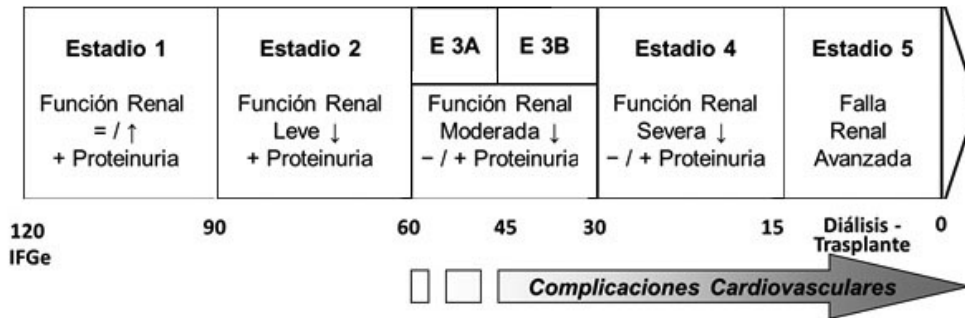 Estadio 1
Función Renal
= / ↑
+ Proteinuria
Estadio 2
Función Renal
Leve ↓
+ Proteinuria
E 3A
E 3B
Función Renal
Moderada ↓
− / + Proteinuria
Estadio 4
Función Renal
Severa ↓
− / + Proteinuria
Estadio 5
Falla
Renal
Avanzada
120
IFGe
90
60
45
30
15
Diálisis -
Trasplante
0
Complicaciones Cardiovasculares